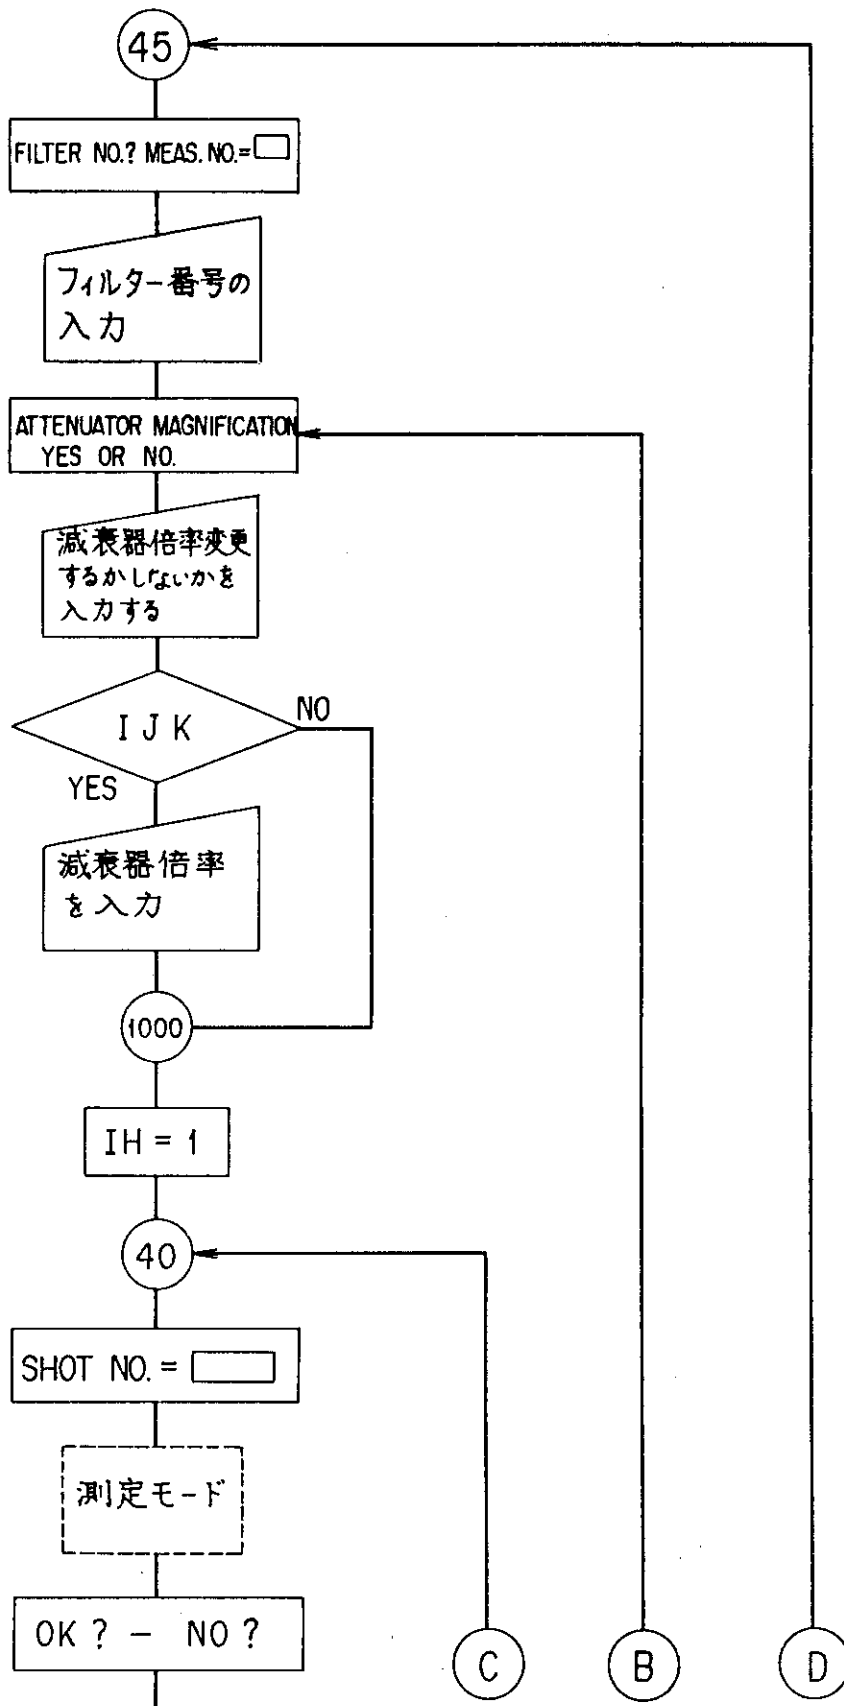 45
FILTER NO.? MEAS. NO.=
フィルター番号の
入力
ATTENUATOR MAGNIFICATION
YES OR NO.
減衰器倍率変更
するかしないかを
入力する
IJK
NO
YES
減衰器倍率
を入力
1000
IH = 1
40
SHOT NO. =
測定モード
OK ? - NO ?
C
B
D